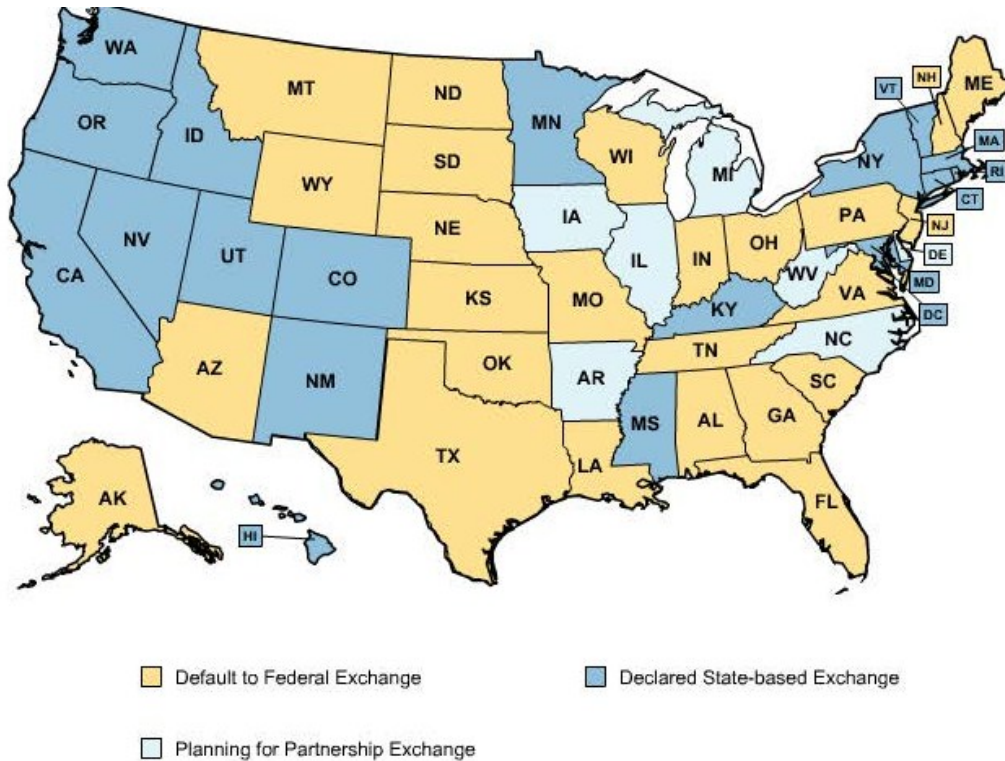 WA
MT
ND
MN
VT
NH
ME
OR
ID
SD
WI
MI
NY
MA
RI
CT
WY
IA
PA
NJ
NE
NV
UT
CO
IL
IN
OH
WV
DE
MD
CA
KS
MO
KY
VA
DC
AZ
NM
OK
AR
TN
NC
SC
TX
LA
MS
AL
GA
FL
AK
HI
Default to Federal Exchange
Declared State-based Exchange
Planning for Partnership Exchange